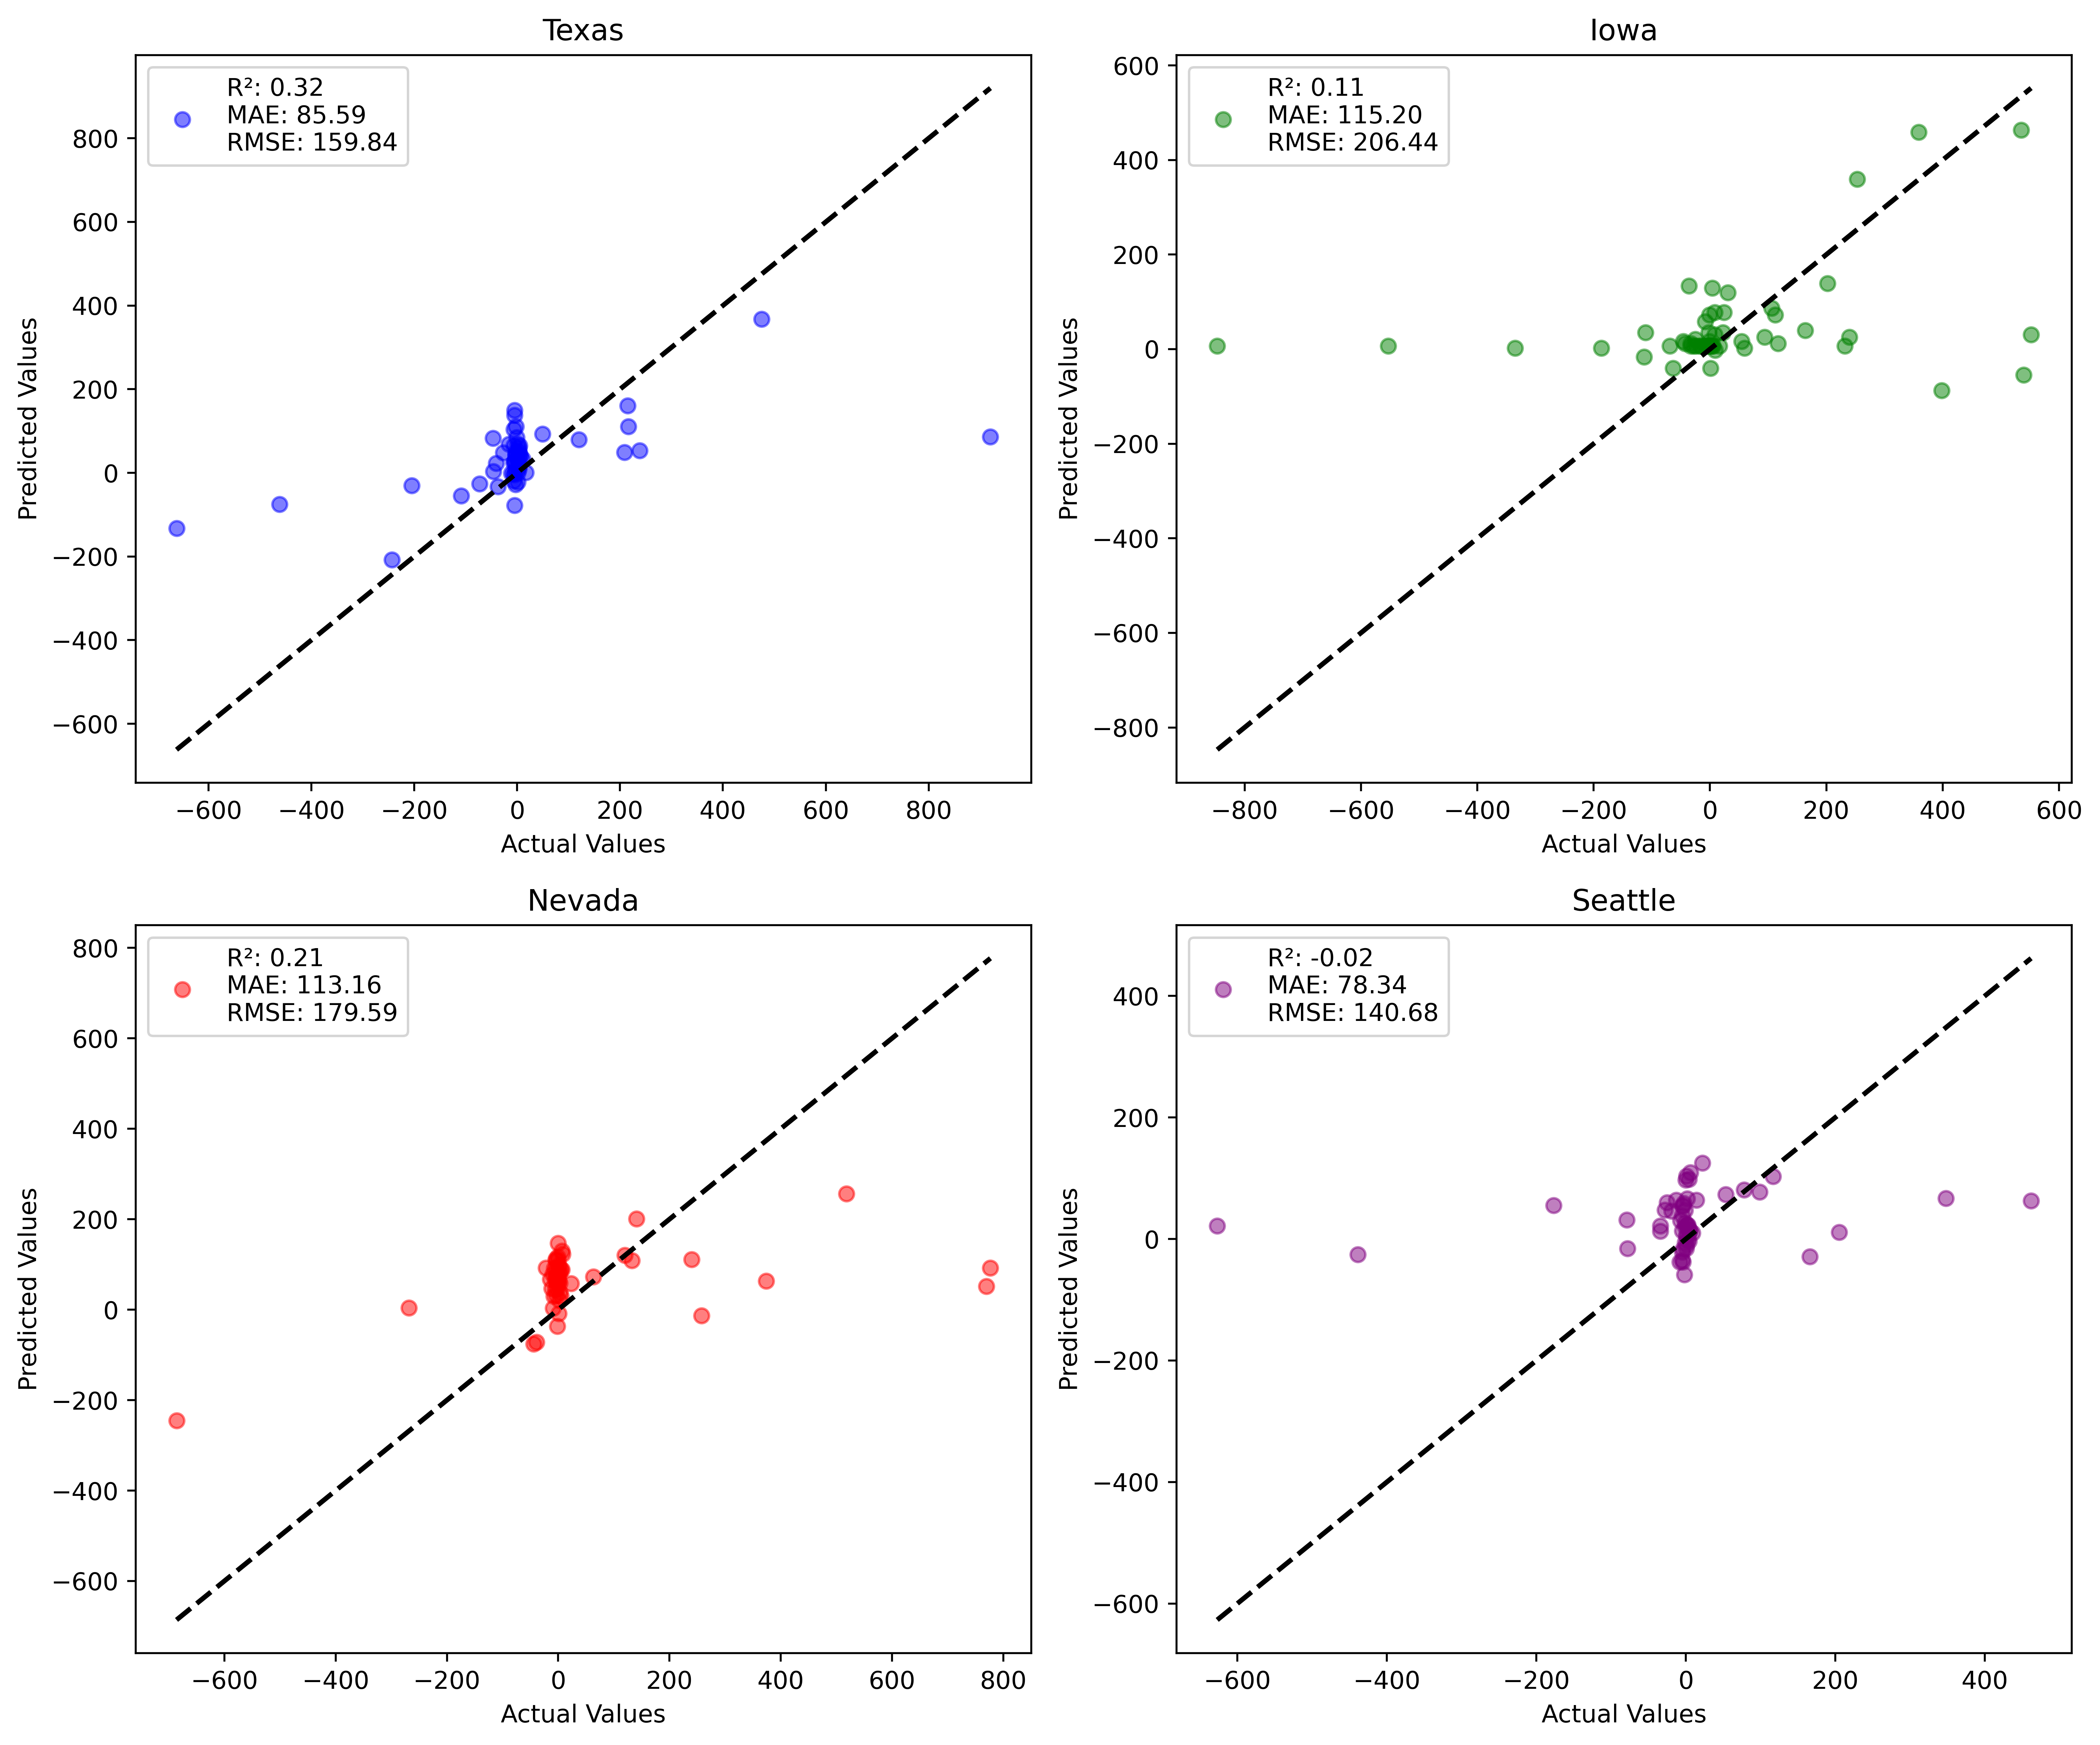 Texas
R²: 0.32
MAE: 85.59
RMSE: 159.84
800
600
400
200
0
−200
−400
−600
Predicted Values
−600 −400 −200 0 200 400 600 800
Actual Values
Iowa
R²: 0.11
MAE: 115.20
RMSE: 206.44
600
400
200
0
−200
−400
−600
−800
Predicted Values
−800 −600 −400 −200 0 200 400 600
Actual Values
Nevada
R²: 0.21
MAE: 113.16
RMSE: 179.59
800
600
400
200
0
−200
−400
−600
Predicted Values
−600 −400 −200 0 200 400 600 800
Actual Values
Seattle
R²: -0.02
MAE: 78.34
RMSE: 140.68
400
200
0
−200
−400
−600
Predicted Values
−600 −400 −200 0 200 400
Actual Values